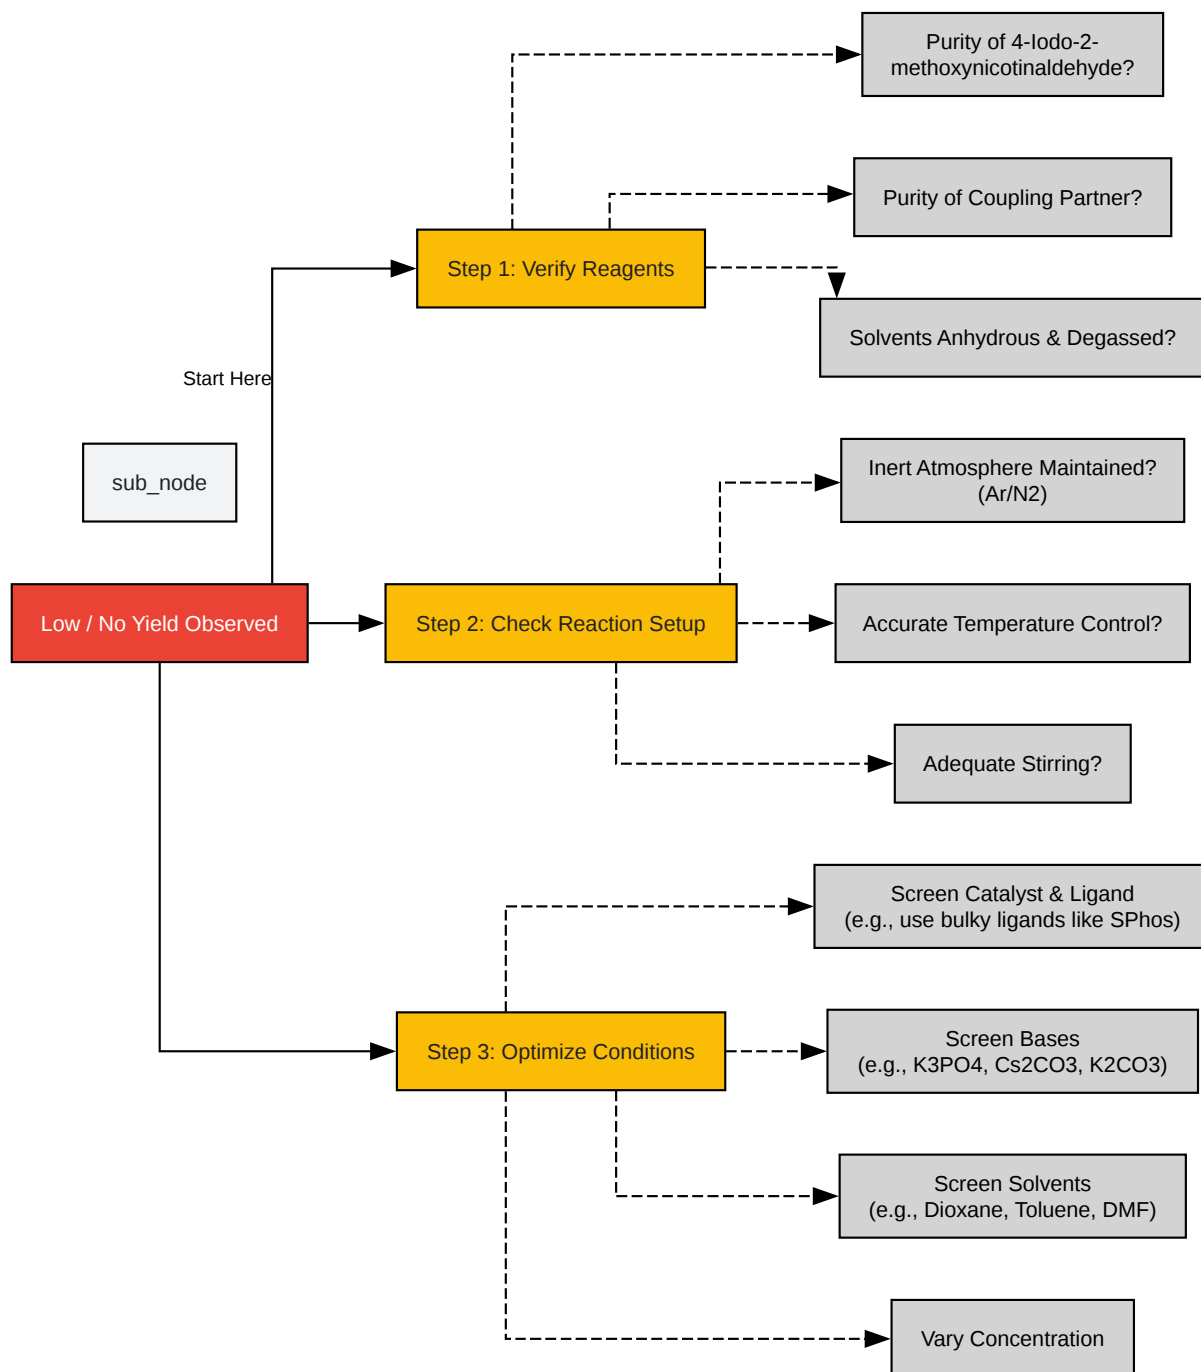 Purity of 4-Iodo-2-
methoxynicotinaldehyde?
Purity of Coupling Partner?
Step 1: Verify Reagents
Solvents Anhydrous & Degassed?
Start Here
sub_node
Inert Atmosphere Maintained?
(Ar/N2)
Low / No Yield Observed
Step 2: Check Reaction Setup
Accurate Temperature Control?
Adequate Stirring?
Screen Catalyst & Ligand
(e.g., use bulky ligands like SPhos)
Step 3: Optimize Conditions
Screen Bases
(e.g., K3PO4, Cs2CO3, K2CO3)
Screen Solvents
(e.g., Dioxane, Toluene, DMF)
Vary Concentration